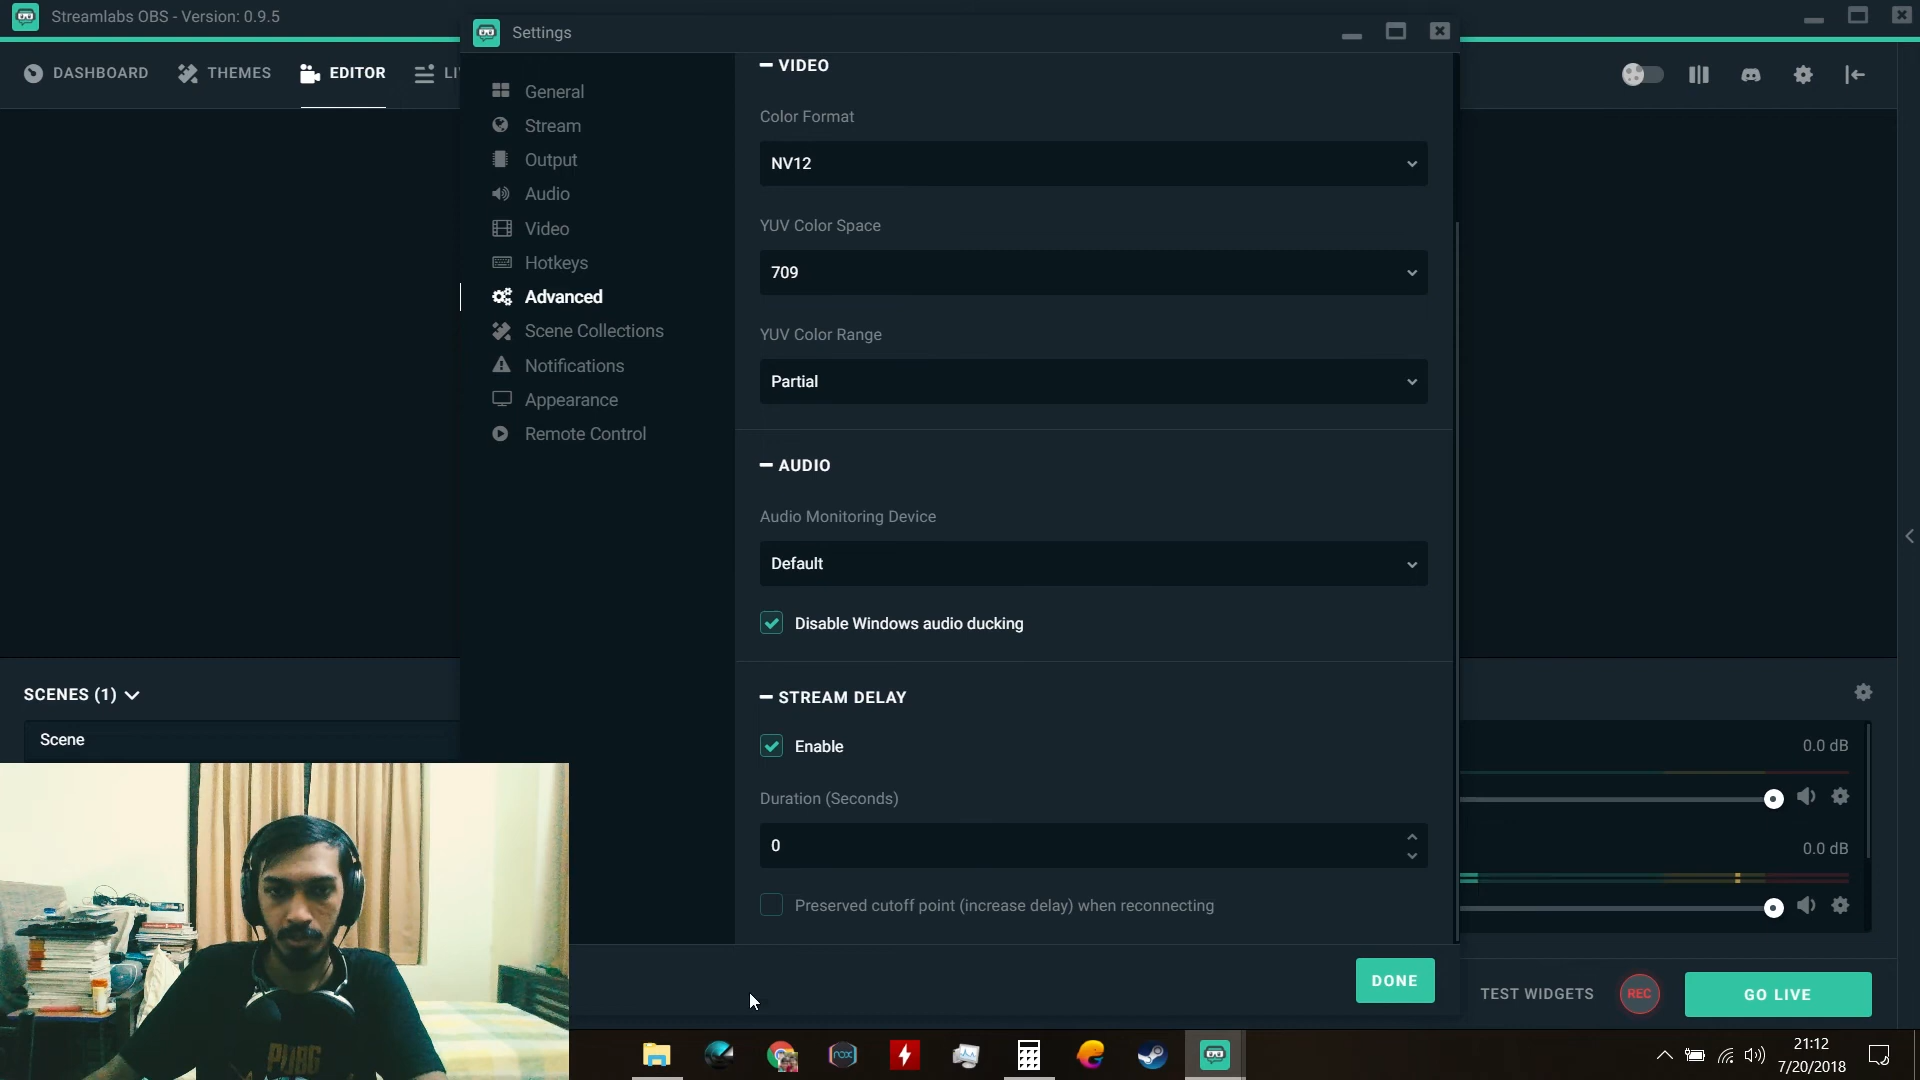 Streamlabs OBS - Version: 0.9.5
Settings
DASHBOARD
THEMES
EDITOR
LI
General
Stream
Output
Audio
Video
Hotkeys
Advanced
Scene Collections
Notifications
Appearance
Remote Control
VIDEO
Color Format
NV12
YUV Color Space
709
YUV Color Range
Partial
AUDIO
Audio Monitoring Device
Default
Disable Windows audio ducking
STREAM DELAY
Enable
Duration (Seconds)
0
Preserved cutoff point (increase delay) when reconnecting
DONE
SCENES (1)
Scene
0.0 dB
0.0 dB
TEST WIDGETS
REC
GO LIVE
PUBG
nox
21:12
7/20/2018